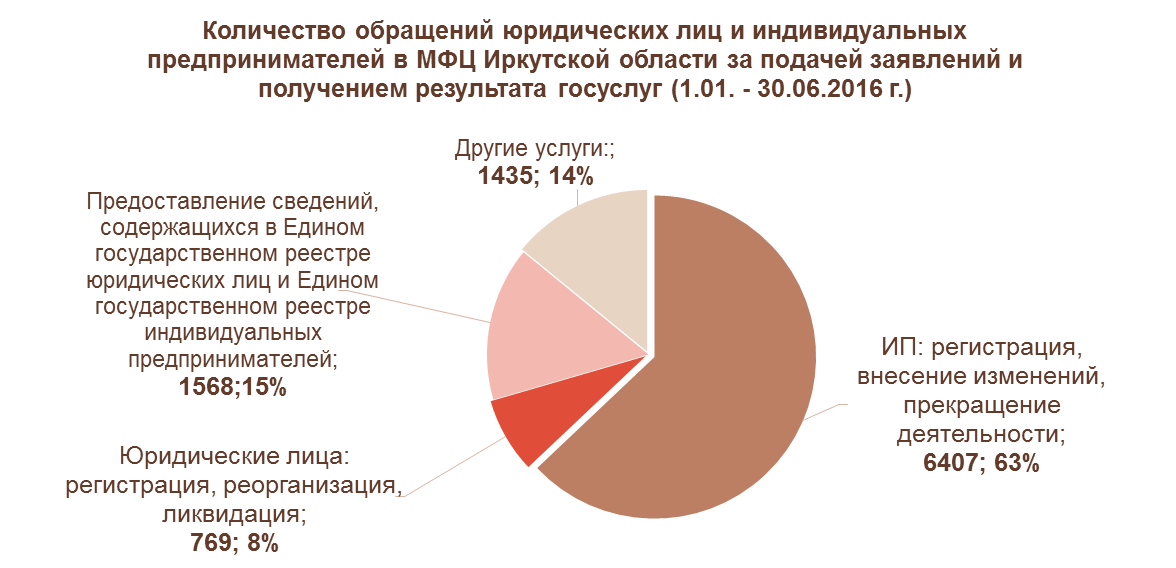 Количество обращений юридических лиц и индивидуальных
предпринимателей в МФЦ Иркутской области за подачей заявлений и
получением результата госуслуг (1.01. - 30.06.2016 г.)
Другие услуги:;
1435; 14%
Предоставление сведений,
содержащихся в Едином
государственном реестре
юридических лиц и Едином
государственном реестре
индивидуальных
предпринимателей;
1568;15%
ИП: регистрация,
внесение изменений,
прекращение
деятельности;
6407; 63%
Юридические лица:
регистрация, реорганизация,
ликвидация;
769; 8%